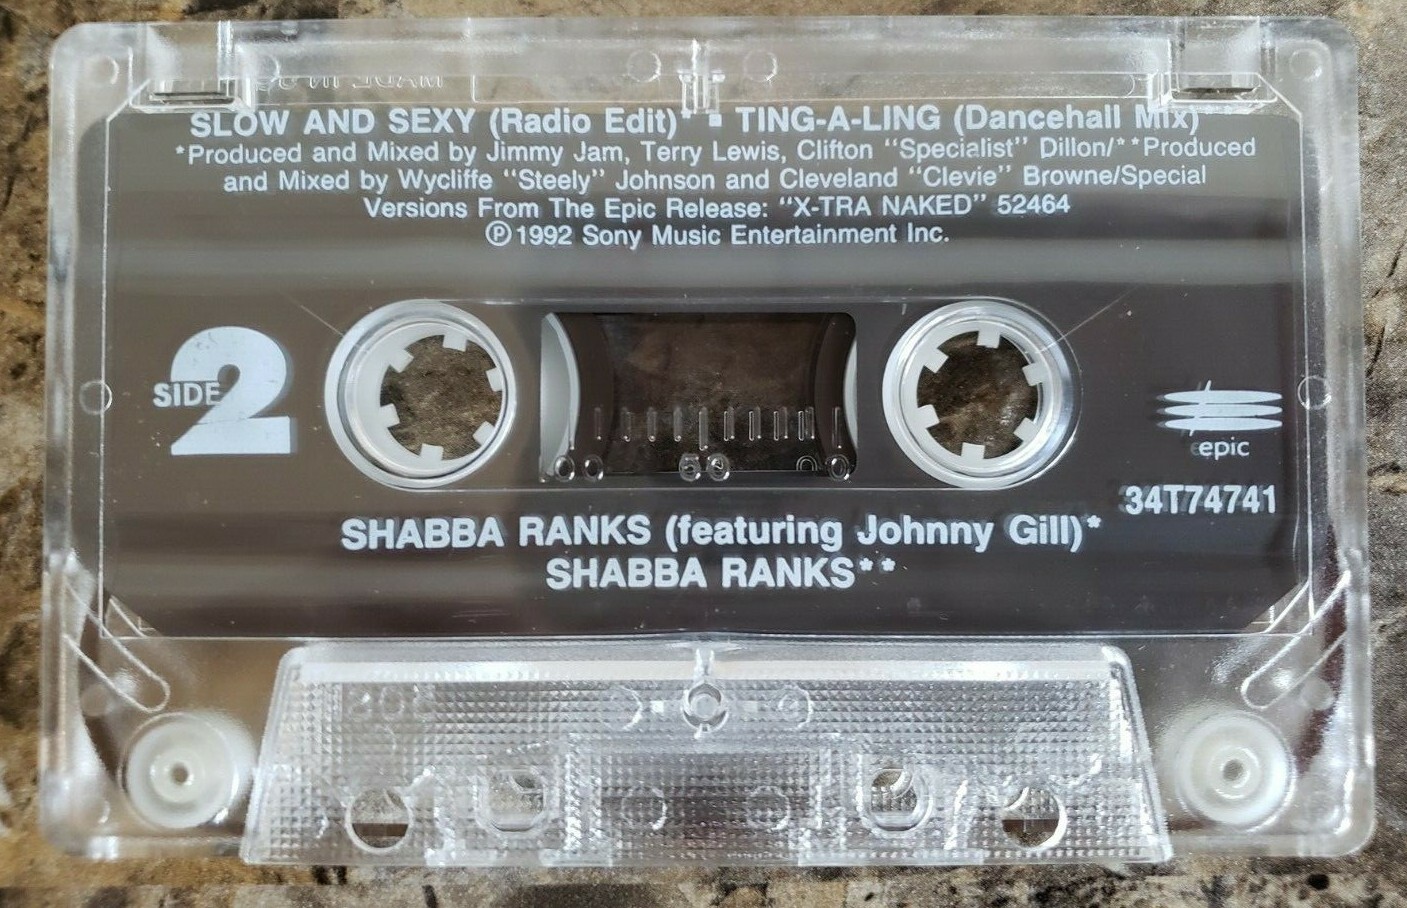 SLOW AND SEXY (Radio Edit)* ▪ TING-A-LING (Dancehall Mix)**
*Produced and Mixed by Jimmy Jam, Terry Lewis, Clifton "Specialist" Dillon/**Produced
and Mixed by Wycliffe "Steely" Johnson and Cleveland "Clevie" Browne/Special
Versions From The Epic Release: "X-TRA NAKED" 52464
Ⓟ1992 Sony Music Entertainment Inc.
SIDE 2
epic
34T74741
SHABBA RANKS (featuring Johnny Gill)*
SHABBA RANKS**